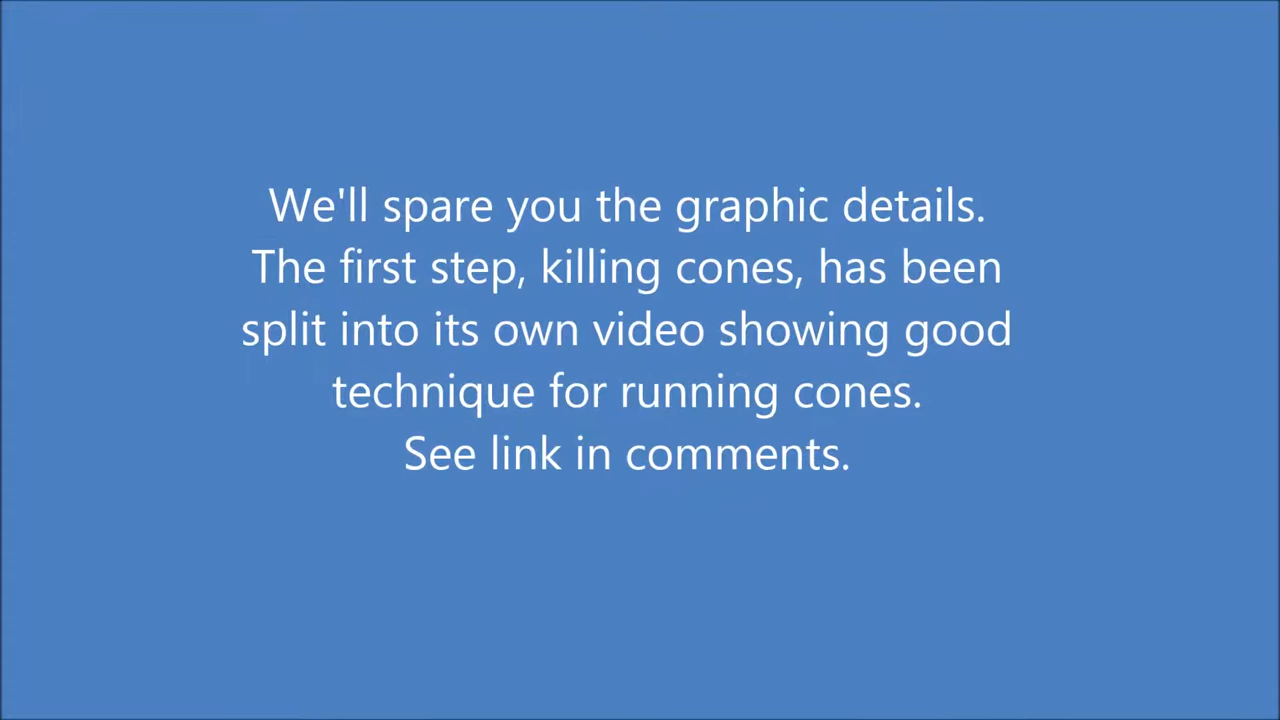 We'll spare you the graphic details.
The first step, killing cones, has been
split into its own video showing good
technique for running cones.
See link in comments.